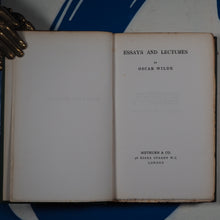 ESSAYS AND LECTURES
BY
OSCAR WILDE
METHUEN & CO.
36 ESSEX STREET W.C.
LONDON